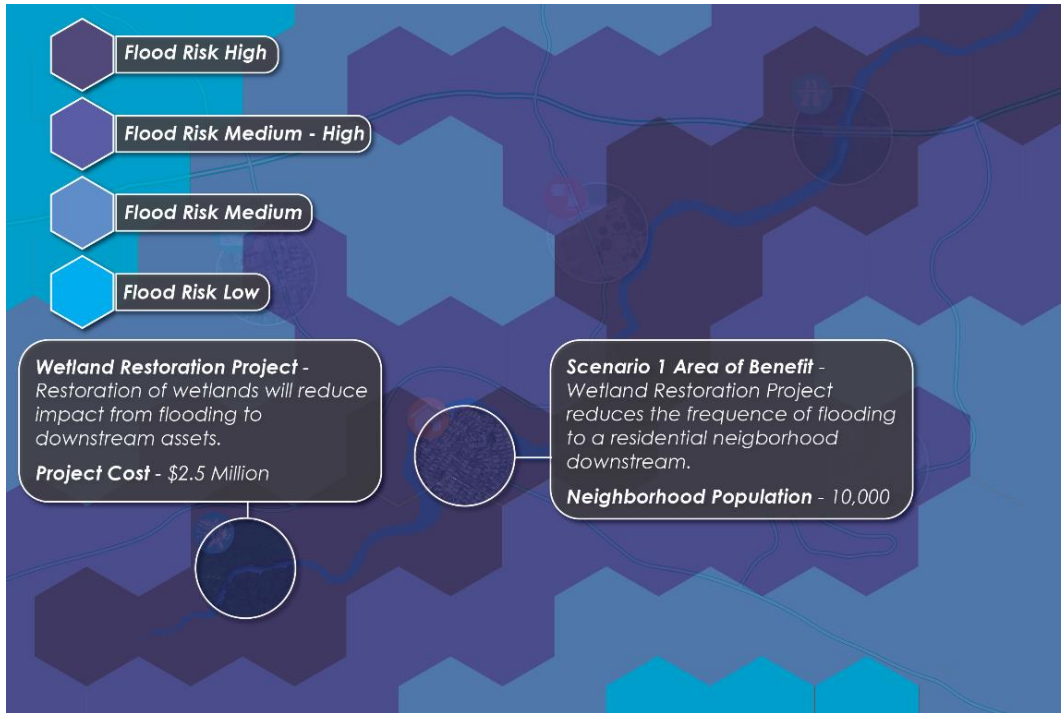 Flood Risk High
Flood Risk Medium - High
Flood Risk Medium
Flood Risk Low
Wetland Restoration Project -
Restoration of wetlands will reduce
impact from flooding to
downstream assets.
Project Cost - $2.5 Million
Scenario 1 Area of Benefit -
Wetland Restoration Project
reduces the frequence of flooding
to a residential neigborhood
downstream.
Neighborhood Population - 10,000